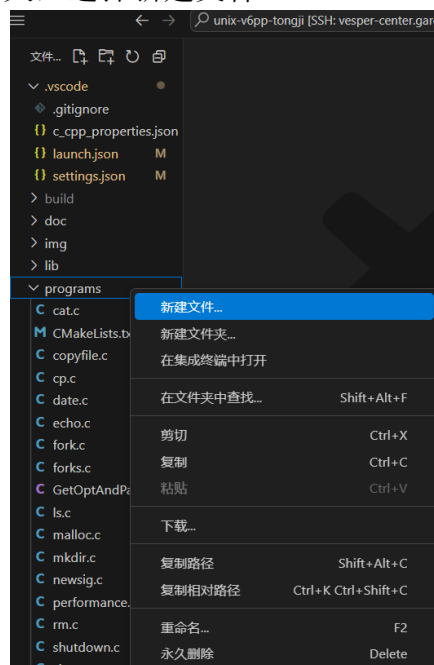 unix-v6pp-tongji [SSH: vesper-center.gar
文件...
.vscode
.gitignore
c_cpp_properties.json
launch.json M
settings.json M
build
doc
img
lib
programs
cat.c
新建文件...
CMakeLists.tx
新建文件夹...
copyfile.c
在集成终端中打开
cp.c
date.c
在文件夹中查找... Shift+Alt+F
echo.c
fork.c
剪切 Ctrl+X
forks.c
复制 Ctrl+C
GetOptAndPa
粘贴 Ctrl+V
ls.c
malloc.c
下载...
mkdir.c
复制路径 Shift+Alt+C
newsig.c
复制相对路径 Ctrl+K Ctrl+Shift+C
performance.
rm.c
重命名... F2
shutdown.c
永久删除 Delete